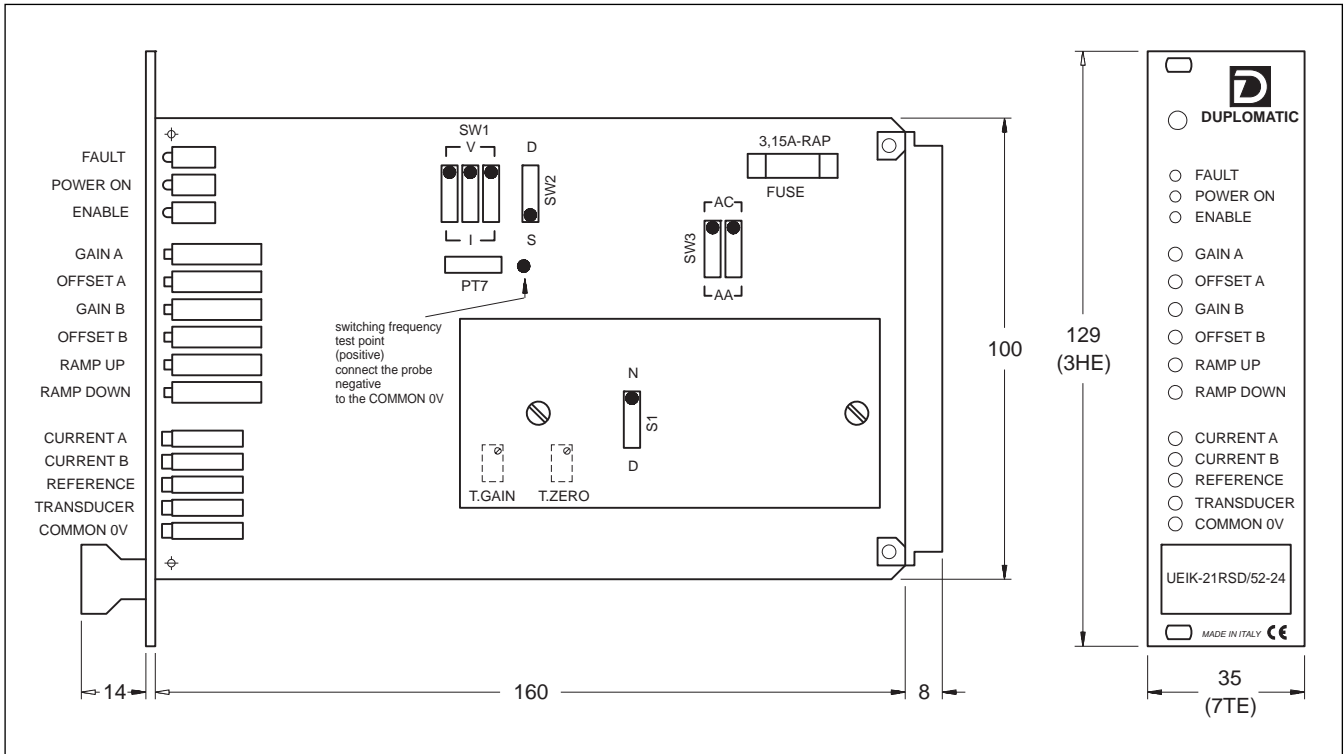 FAULT
POWER ON
ENABLE
GAIN A
OFFSET A
GAIN B
OFFSET B
RAMP UP
RAMP DOWN
CURRENT A
CURRENT B
REFERENCE
TRANSDUCER
COMMON 0V
SW1
V
I
PT7
D
SW2
S
switching frequency
test point
(positive)
connect the probe
negative
to the COMMON 0V
3,15A-RAP
FUSE
AC
SW3
AA
N
S1
D
T.GAIN
T.ZERO
14
160
8
100
129
(3HE)
D
DUPLOMATIC
FAULT
POWER ON
ENABLE
GAIN A
OFFSET A
GAIN B
OFFSET B
RAMP UP
RAMP DOWN
CURRENT A
CURRENT B
REFERENCE
TRANSDUCER
COMMON 0V
UEIK-21RSD/52-24
MADE IN ITALY CE
35
(7TE)